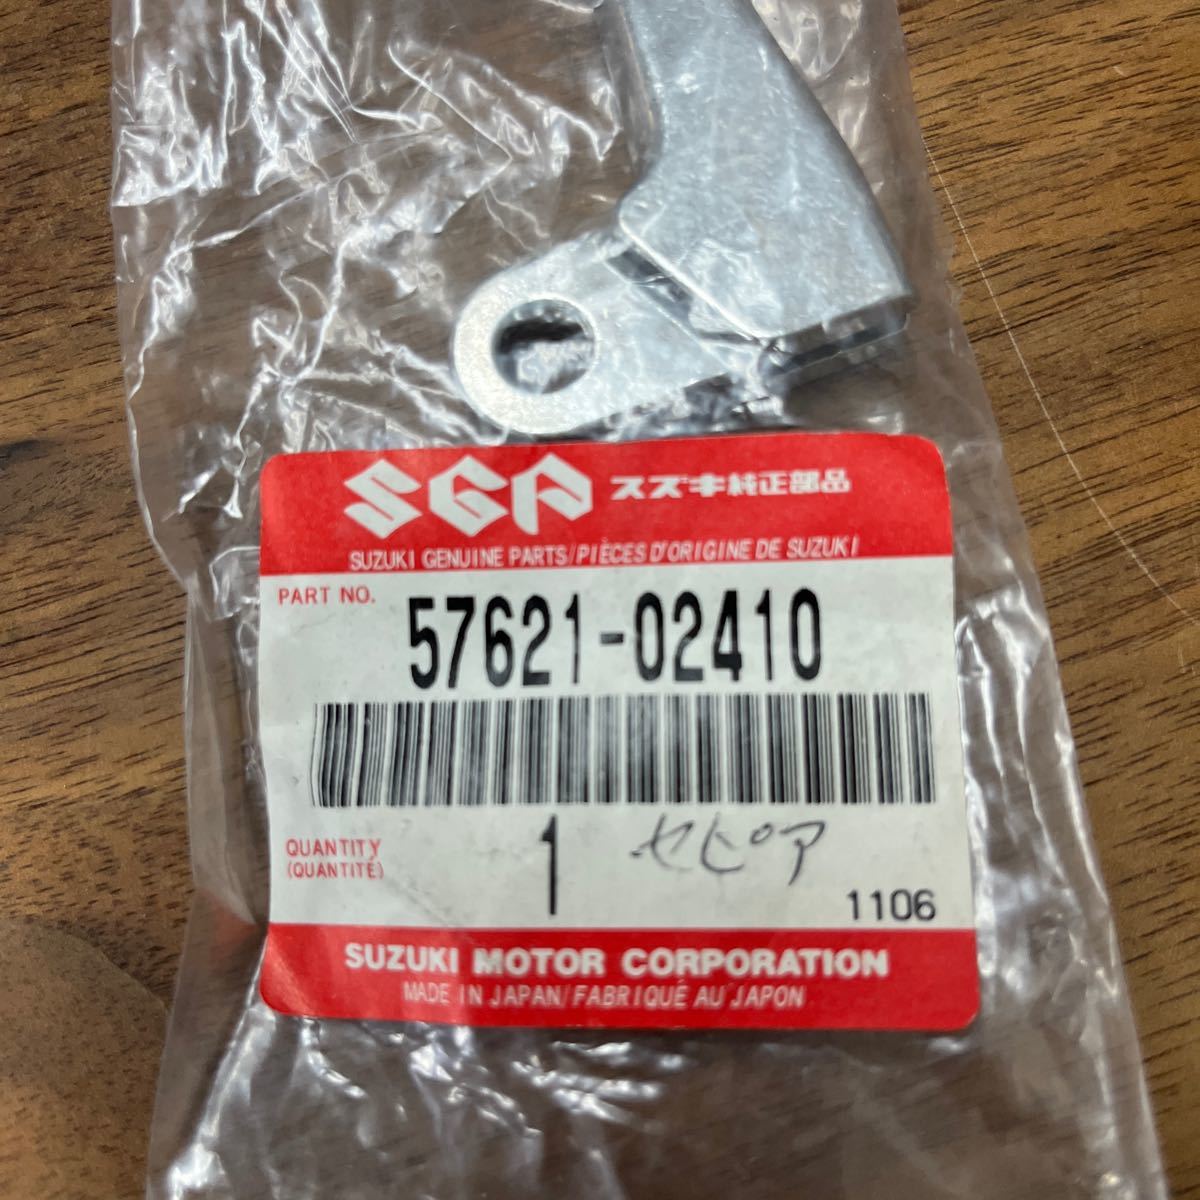 SGP スズキ純正部品
SUZUKI GENUINE PARTS/PIÈCES D'ORIGINE DE SUZUKI
PART NO. 57621-02410
QUANTITY 1 セピア
(QUANTITÉ)
1106
SUZUKI MOTOR CORPORATION
MADE IN JAPAN/FABRIQUÉ AU JAPON